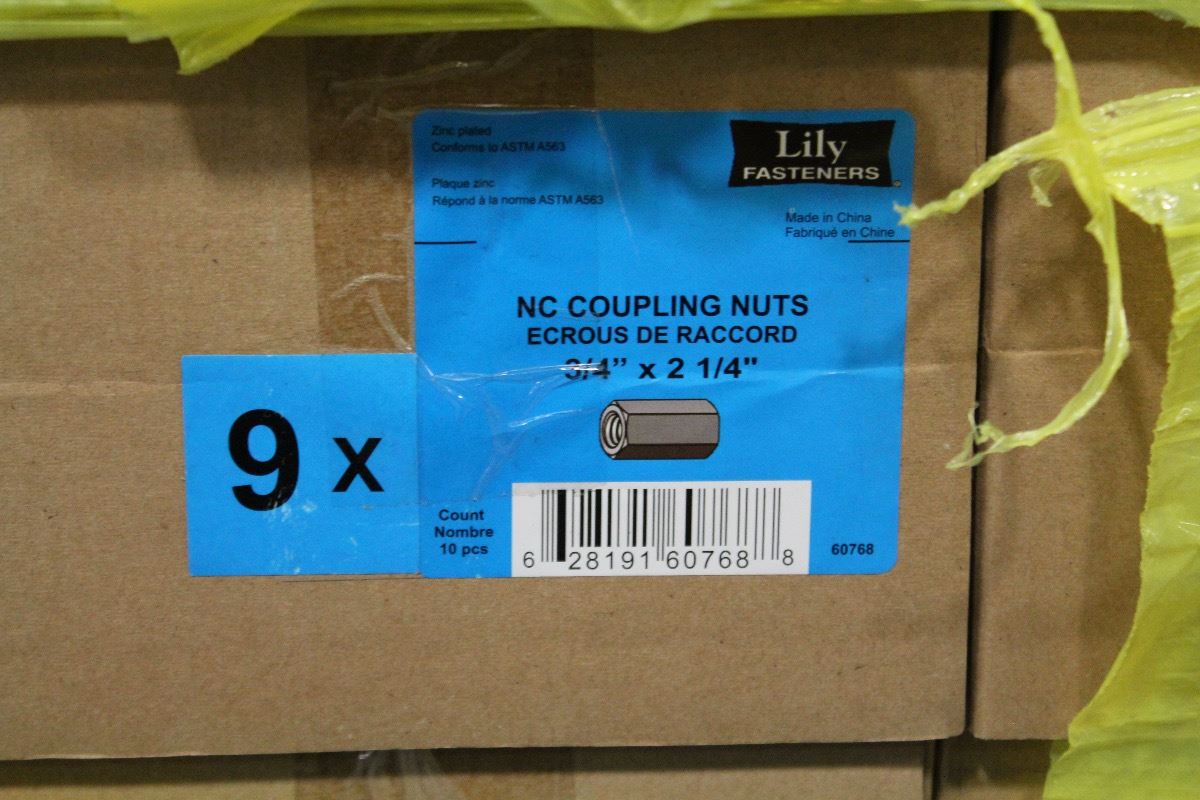 Zinc plated
Conforms to ASTM A563
Plaque zinc
Répond à la norme ASTM A563
Lily
FASTENERS
Made in China
Fabriqué en Chine
NC COUPLING NUTS
ECROUS DE RACCORD
3/4” x 2 1/4"
9 x
Count
Nombre
10 pcs
6 28191 60768 8
60768